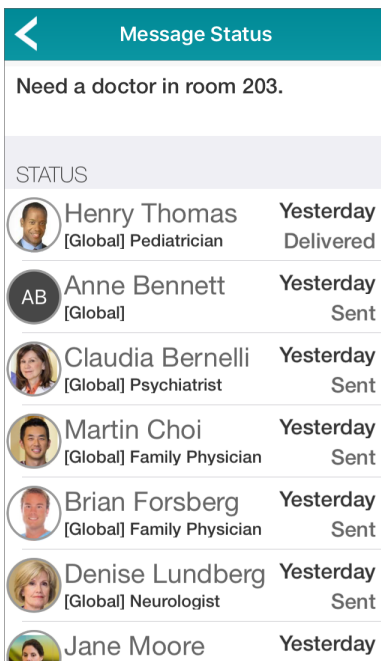 Message Status
Need a doctor in room 203.
STATUS
Henry Thomas Yesterday
[Global] Pediatrician Delivered
AB Anne Bennett Yesterday
[Global] Sent
Claudia Bernelli Yesterday
[Global] Psychiatrist Sent
Martin Choi Yesterday
[Global] Family Physician Sent
Brian Forsberg Yesterday
[Global] Family Physician Sent
Denise Lundberg Yesterday
[Global] Neurologist Sent
Jane Moore Yesterday